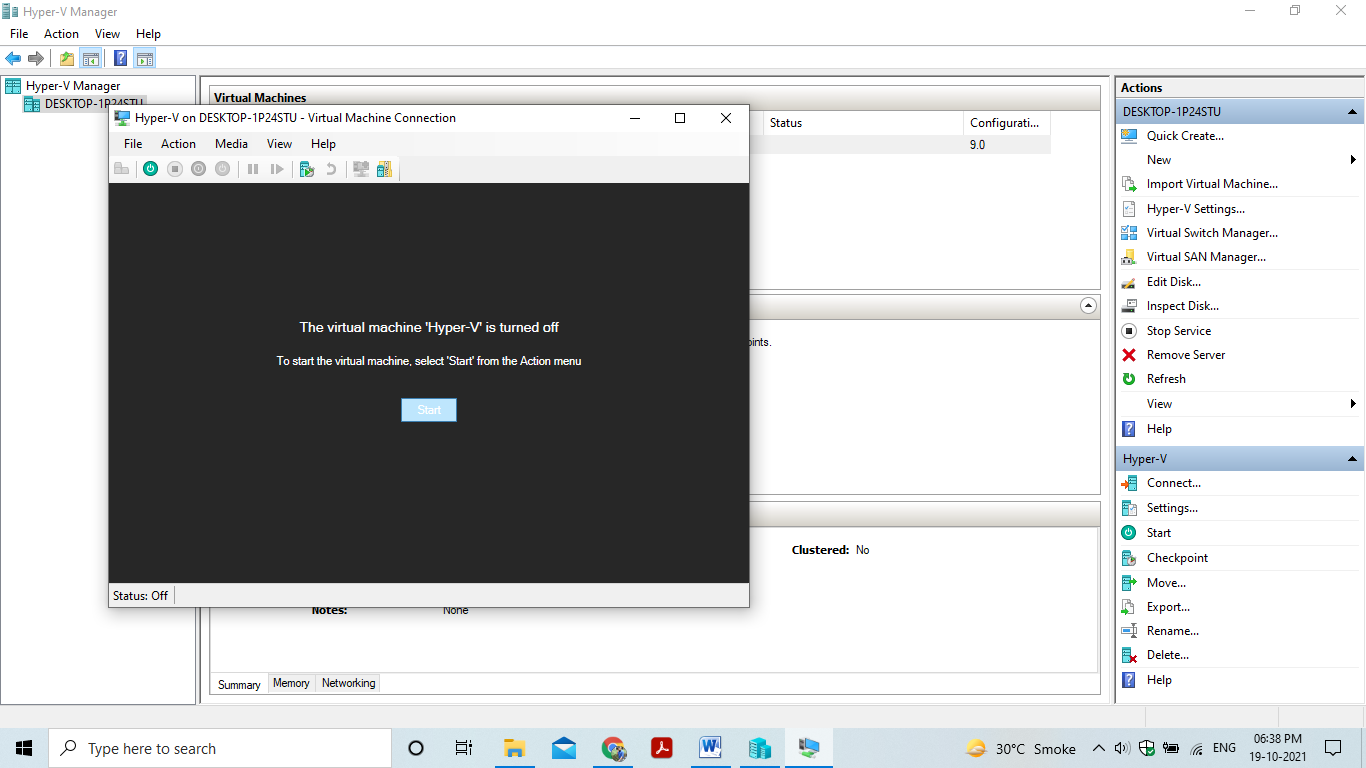 Hyper-V Manager
File Action View Help
Hyper-V Manager
DESKTOP-1P24STU
Virtual Machines
Status Configurati...
9.0
Hyper-V on DESKTOP-1P24STU - Virtual Machine Connection
File Action Media View Help
The virtual machine 'Hyper-V' is turned off
To start the virtual machine, select 'Start' from the Action menu
Start
Status: Off
Clustered: No
Notes: None
Summary Memory Networking
Actions
DESKTOP-1P24STU
Quick Create...
New
Import Virtual Machine...
Hyper-V Settings...
Virtual Switch Manager...
Virtual SAN Manager...
Edit Disk...
Inspect Disk...
Stop Service
Remove Server
Refresh
View
Help
Hyper-V
Connect...
Settings...
Start
Checkpoint
Move...
Export...
Rename...
Delete...
Help
Type here to search
30°C Smoke
ENG
06:38 PM
19-10-2021